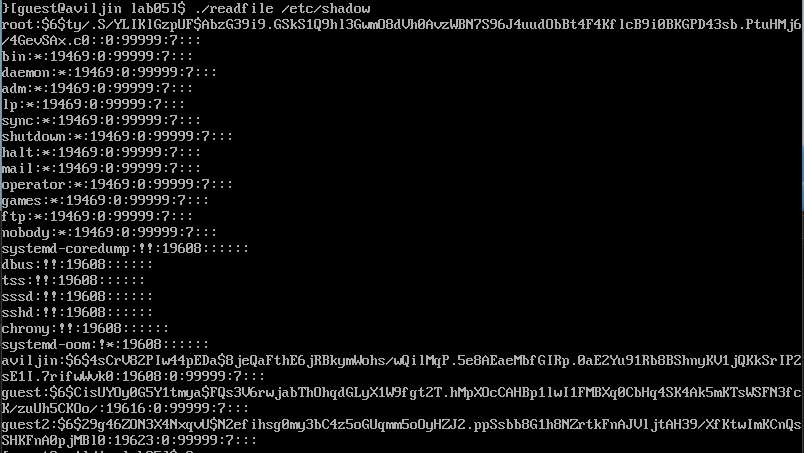 }[guest@aviljin lab05]$ ./readfile /etc/shadow
root:$6$ty/.S/YLIKlGzpUF$AbzG39i9.GSkS1Q9hl3GwmO8dVh0AvzWBN7S96J4uudObBt4F4KflcB9i0BKGPD43sb.PtuHMj6
/4GevSAx.c0::0:99999:7:::
bin:*:19469:0:99999:7:::
daemon:*:19469:0:99999:7:::
adm:*:19469:0:99999:7:::
lp:*:19469:0:99999:7:::
sync:*:19469:0:99999:7:::
shutdown:*:19469:0:99999:7:::
halt:*:19469:0:99999:7:::
mail:*:19469:0:99999:7:::
operator:*:19469:0:99999:7:::
games:*:19469:0:99999:7:::
ftp:*:19469:0:99999:7:::
nobody:*:19469:0:99999:7:::
systemd-coredump:!!:19608::::::
dbus:!!:19608::::::
tss:!!:19608::::::
sssd:!!:19608::::::
sshd:!!:19608::::::
chrony:!!:19608::::::
systemd-oom:!*:19608::::::
aviljin:$6$4sCrV82PIw44pEDa$8jeQaFthE6jRBkymWohs/wQilMqP.5e8AEaeMbfGIRp.0aE2Yu91Rb8BShnyKV1jQKkSrIP2
sE1I.7rifwWvk0:19608:0:99999:7:::
guest:$6$CisUYOy0G5Y1tmya$FQs3V6rwjabThOhqdGLyX1W9fgt2T.hMpXOcCAHBp1lwI1FMBXq0CbHq4SK4Ak5mKTsWSFN3fc
K/zuUh5CKOo/:19616:0:99999:7:::
guest2:$6$29g46ZON3X4NxqvU$N2efihsg0my3bC4z5oGUqmm5oOyHZJ2.ppSsbb8G1h8NZrtkFnAJVljtAH39/XfKtwImKCnQs
SHKFnA0pjMBl0:19623:0:99999:7:::